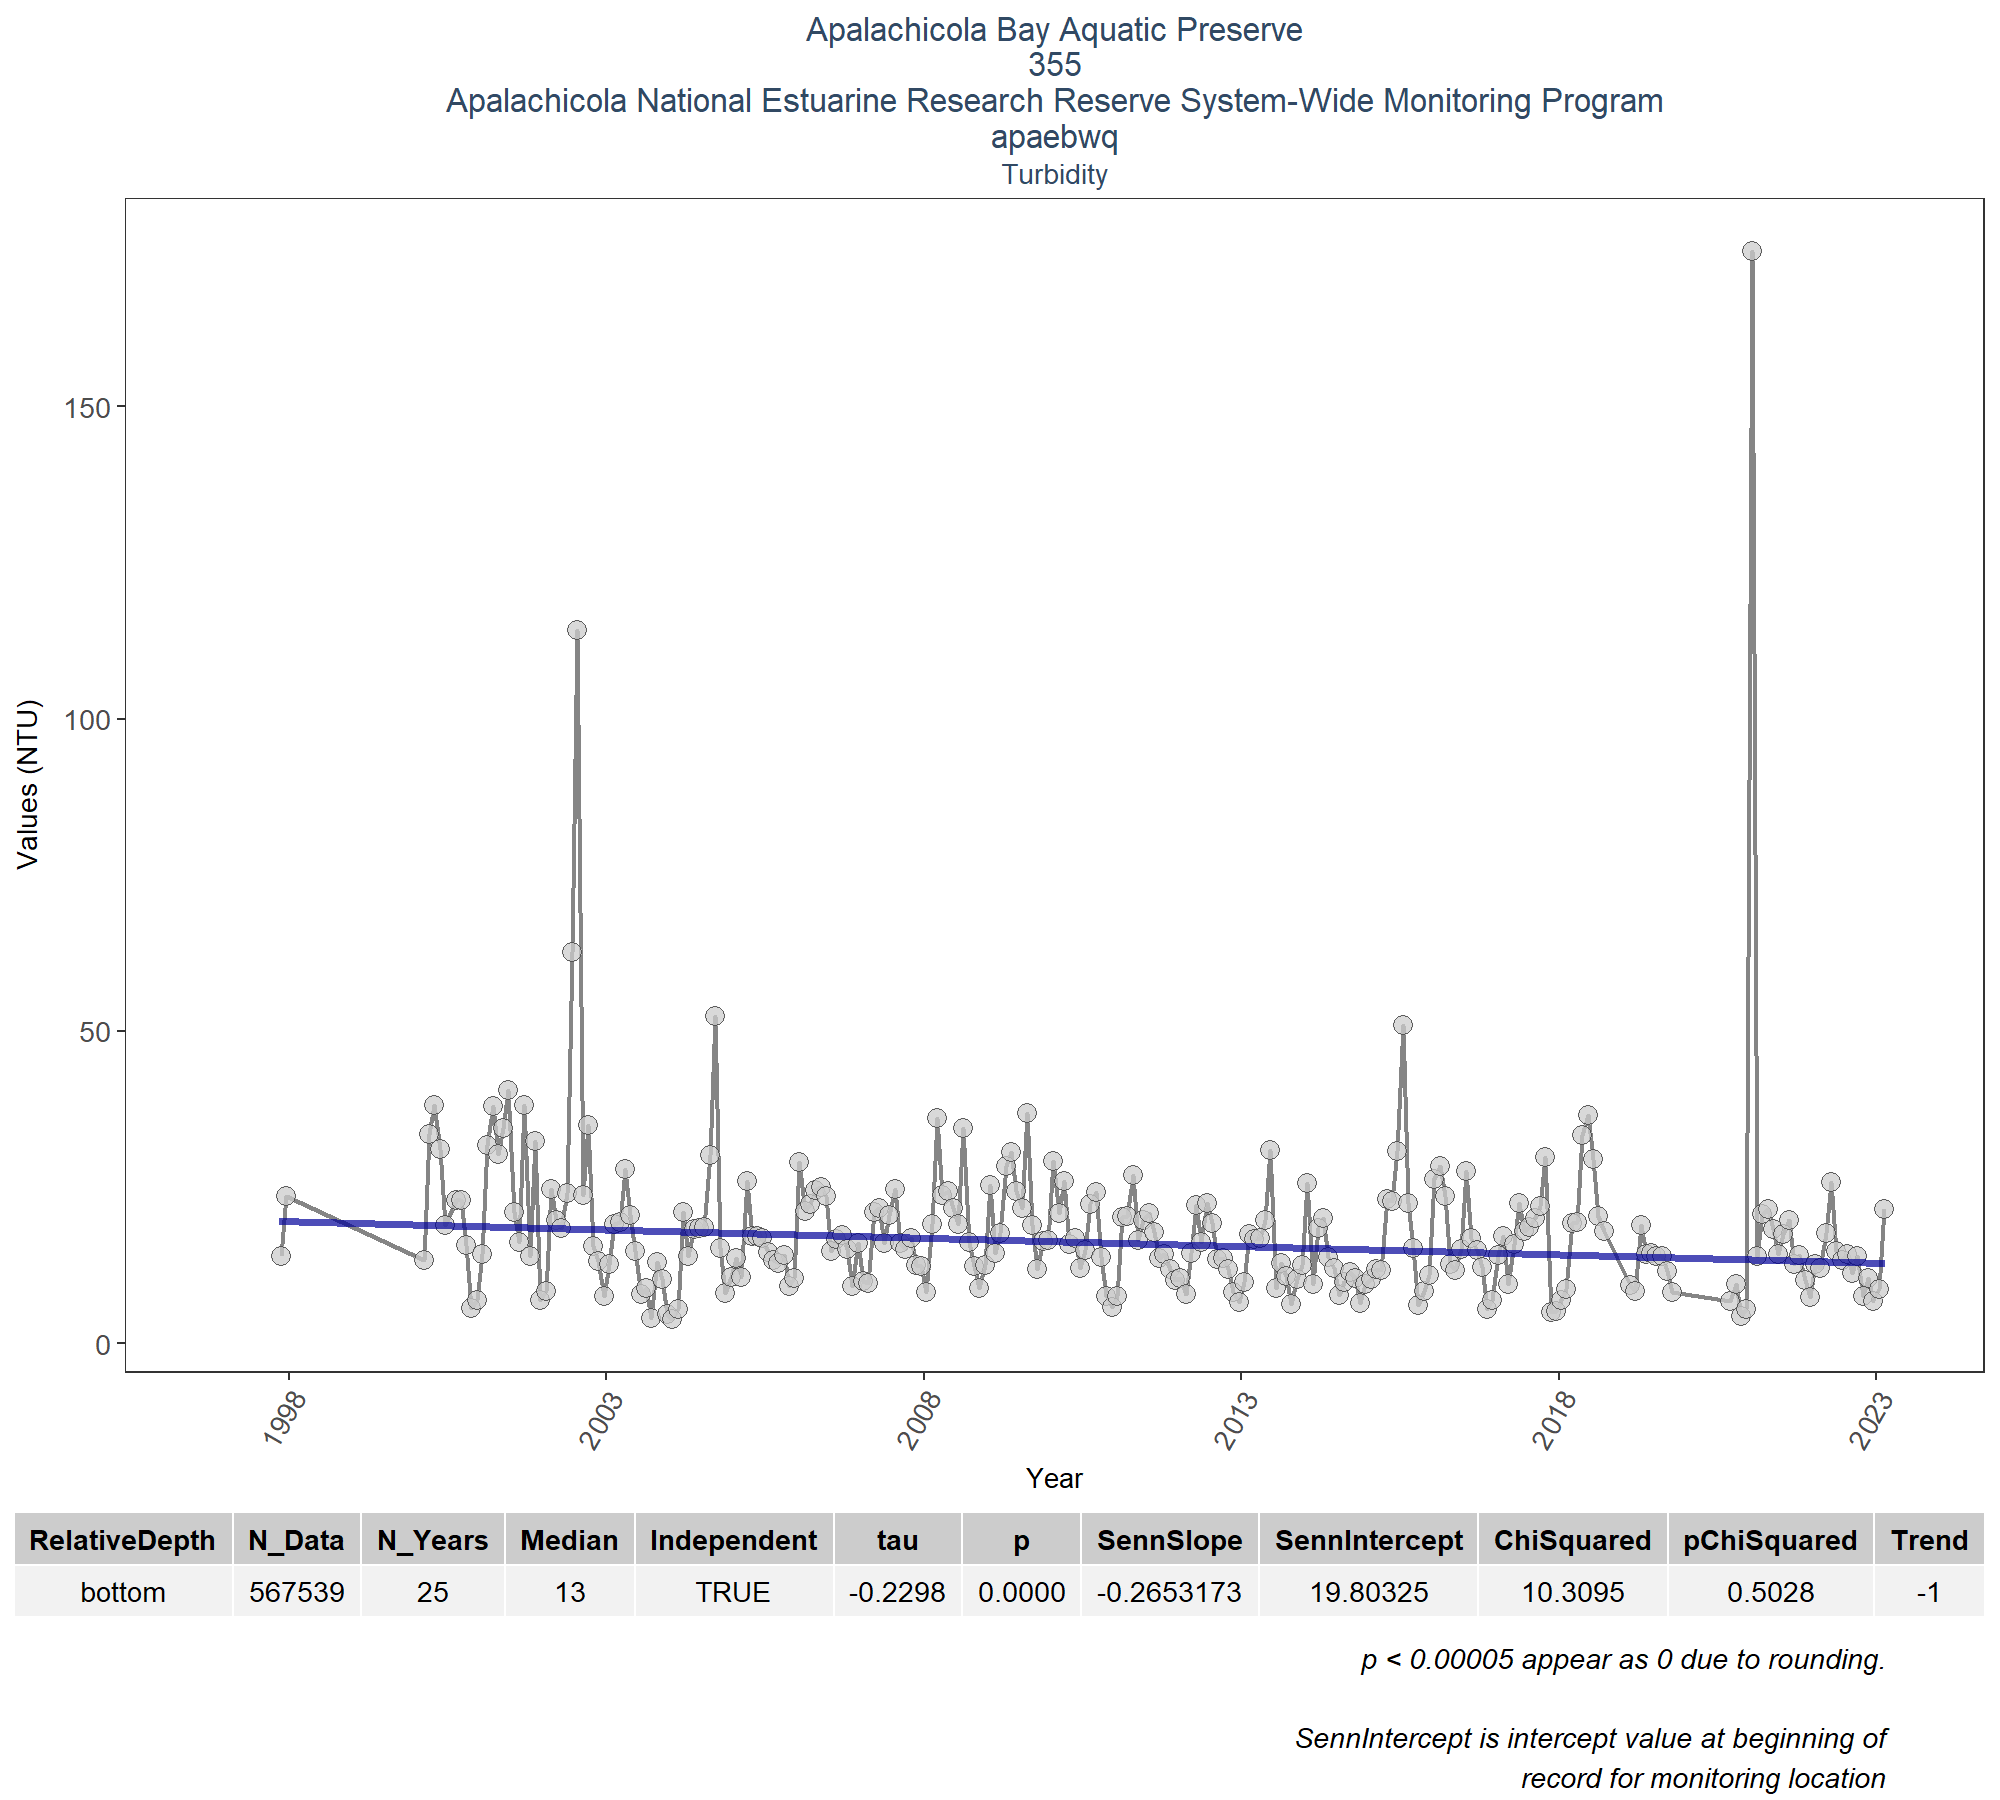 Apalachicola Bay Aquatic Preserve
355
Apalachicola National Estuarine Research Reserve System-Wide Monitoring Program
apaebwq
Turbidity
Values (NTU)
150
100
50
0
1998 2003 2008 2013 2018 2023
Year
RelativeDepth N_Data N_Years Median Independent tau p SennSlope SennIntercept ChiSquared pChiSquared Trend
bottom 567539 25 13 TRUE -0.2298 0.0000 -0.2653173 19.80325 10.3095 0.5028 -1
p < 0.00005 appear as 0 due to rounding.
SennIntercept is intercept value at beginning of
record for monitoring location